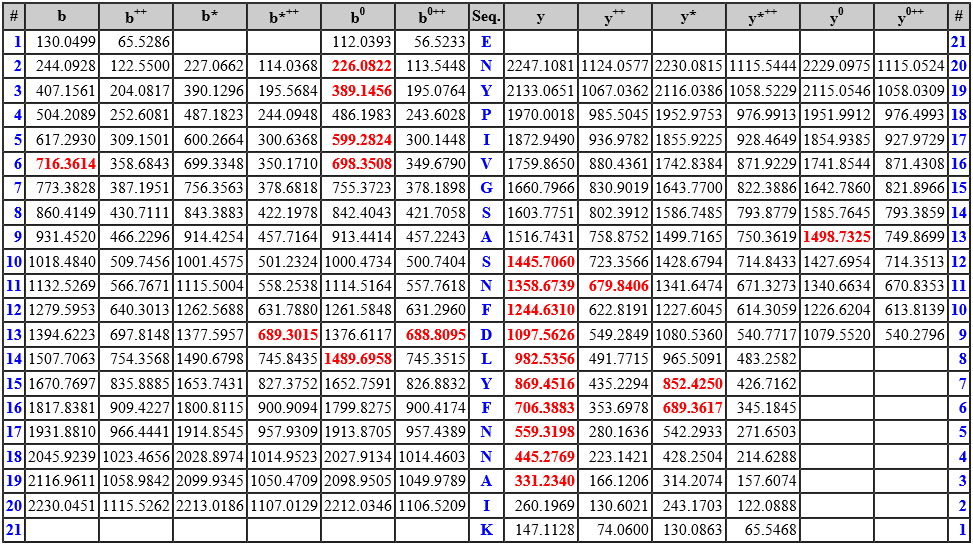 # b b++ b* b*++ b0 b0++ Seq. y y++ y* y*++ y0 y0++ #
1 130.0499 65.5286 112.0393 56.5233 E 21
2 244.0928 122.5500 227.0662 114.0368 226.0822 113.5448 N 2247.1081 1124.0577 2230.0815 1115.5444 2229.0975 1115.0524 20
3 407.1561 204.0817 390.1296 195.5684 389.1456 195.0764 Y 2133.0651 1067.0362 2116.0386 1058.5229 2115.0546 1058.0309 19
4 504.2089 252.6081 487.1823 244.0948 486.1983 243.6028 P 1970.0018 985.5045 1952.9753 976.9913 1951.9912 976.4993 18
5 617.2930 309.1501 600.2664 300.6368 599.2824 300.1448 I 1872.9490 936.9782 1855.9225 928.4649 1854.9385 927.9729 17
6 716.3614 358.6843 699.3348 350.1710 698.3508 349.6790 V 1759.8650 880.4361 1742.8384 871.9229 1741.8544 871.4308 16
7 773.3828 387.1951 756.3563 378.6818 755.3723 378.1898 G 1660.7966 830.9019 1643.7700 822.3886 1642.7860 821.8966 15
8 860.4149 430.7111 843.3883 422.1978 842.4043 421.7058 S 1603.7751 802.3912 1586.7485 793.8779 1585.7645 793.3859 14
9 931.4520 466.2296 914.4254 457.7164 913.4414 457.2243 A 1516.7431 758.8752 1499.7165 750.3619 1498.7325 749.8699 13
10 1018.4840 509.7456 1001.4575 501.2324 1000.4734 500.7404 S 1445.7060 723.3566 1428.6794 714.8433 1427.6954 714.3513 12
11 1132.5269 566.7671 1115.5004 558.2538 1114.5164 557.7618 N 1358.6739 679.8406 1341.6474 671.3273 1340.6634 670.8353 11
12 1279.5953 640.3013 1262.5688 631.7880 1261.5848 631.2960 F 1244.6310 622.8191 1227.6045 614.3059 1226.6204 613.8139 10
13 1394.6223 697.8148 1377.5957 689.3015 1376.6117 688.8095 D 1097.5626 549.2849 1080.5360 540.7717 1079.5520 540.2796 9
14 1507.7063 754.3568 1490.6798 745.8435 1489.6958 745.3515 L 982.5356 491.7715 965.5091 483.2582 8
15 1670.7697 835.8885 1653.7431 827.3752 1652.7591 826.8832 Y 869.4516 435.2294 852.4250 426.7162 7
16 1817.8381 909.4227 1800.8115 900.9094 1799.8275 900.4174 F 706.3883 353.6978 689.3617 345.1845 6
17 1931.8810 966.4441 1914.8545 957.9309 1913.8705 957.4389 N 559.3198 280.1636 542.2933 271.6503 5
18 2045.9239 1023.4656 2028.8974 1014.9523 2027.9134 1014.4603 N 445.2769 223.1421 428.2504 214.6288 4
19 2116.9611 1058.9842 2099.9345 1050.4709 2098.9505 1049.9789 A 331.2340 166.1206 314.2074 157.6074 3
20 2230.0451 1115.5262 2213.0186 1107.0129 2212.0346 1106.5209 I 260.1969 130.6021 243.1703 122.0888 2
21 K 147.1128 74.0600 130.0863 65.5468 1